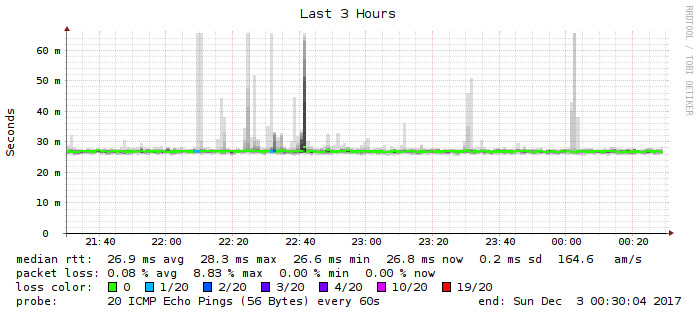 Last 3 Hours
RRDTOOL / TOBI OETIKER
Seconds
60 m
50 m
40 m
30 m
20 m
10 m
0
21:40 22:00 22:20 22:40 23:00 23:20 23:40 00:00 00:20
median rtt: 26.9 ms avg 28.3 ms max 26.6 ms min 26.8 ms now 0.2 ms sd 164.6 am/s
packet loss: 0.08 % avg 8.83 % max 0.00 % min 0.00 % now
loss color: 0 1/20 2/20 3/20 4/20 10/20 19/20
probe: 20 ICMP Echo Pings (56 Bytes) every 60s end: Sun Dec 3 00:30:04 2017